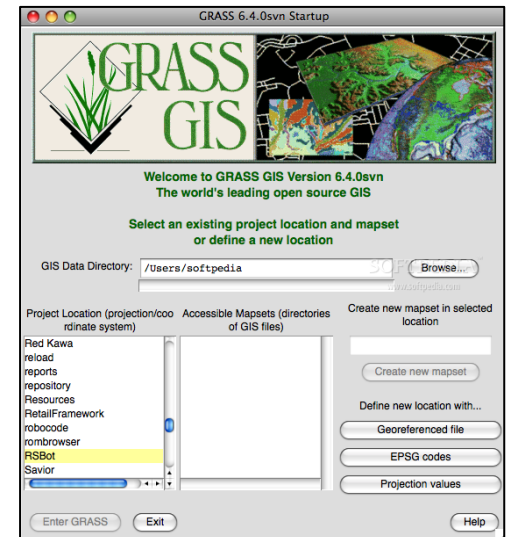 GRASS 6.4.0svn Startup
GRASS
GIS
Welcome to GRASS GIS Version 6.4.0svn
The world's leading open source GIS
Select an existing project location and mapset
or define a new location
GIS Data Directory: /Users/softpedia Browse...
SOFTPEDIA
www.softpedia.com
Project Location (projection/coo
rdinate system)
Red Kawa
reload
reports
repository
Resources
RetailFramework
robocode
rombrowser
RSBot
Savior
Accessible Mapsets (directories
of GIS files)
Create new mapset in selected
location
Create new mapset
Define new location with...
Georeferenced file
EPSG codes
Projection values
Enter GRASS Exit Help